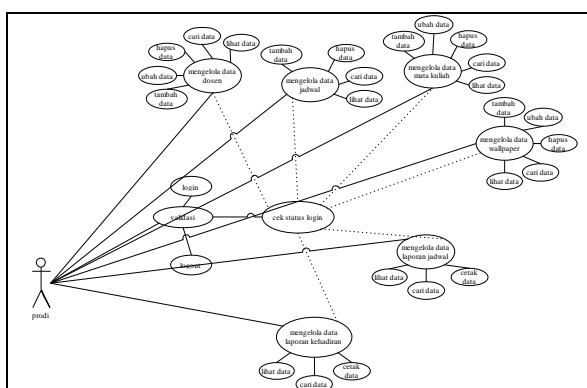 ubah data
cari data
tambah
data
hapus
data
hapus
data
lihat data
tambah
data
hapus
data
cari data
ubah data
mengelola data
dosen
mengelola data
jadwal
cari data
mengelola data
mata kuliah
lihat data
tambah
data
lihat data
tambah
data
ubah data
mengelola data
wallpaper
hapus
data
cari data
lihat data
login
validasi
cek status login
logout
mengelola data
laporan jadwal
lihat data
cetak
data
cari data
prodi
mengelola data
laporan kehadiran
lihat data
cetak
data
cari data